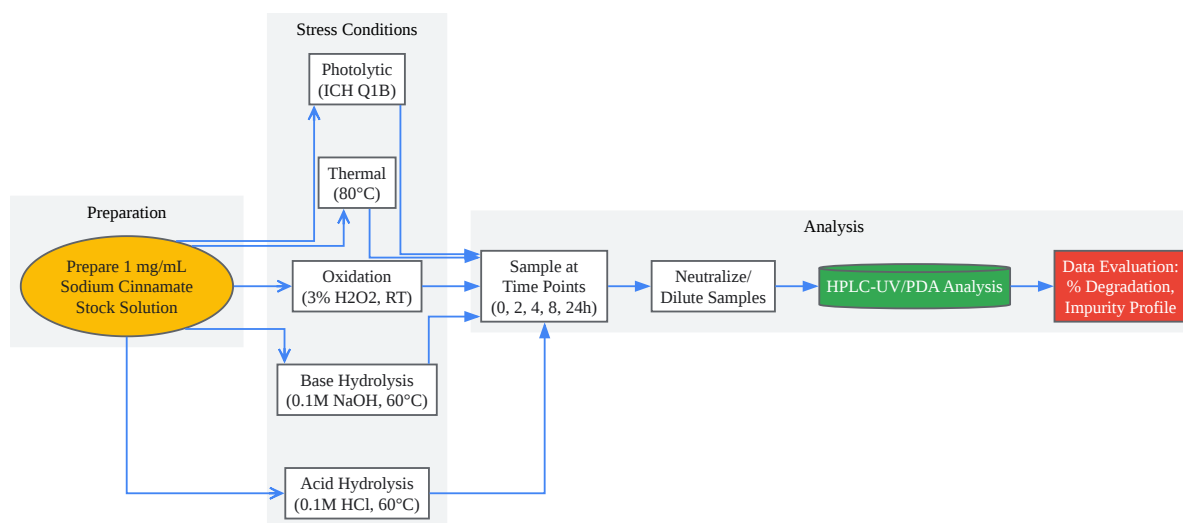 Stress Conditions
Photolytic
(ICH Q1B)
Thermal
(80°C)
Preparation
Prepare 1 mg/mL
Sodium Cinnamate
Stock Solution
Oxidation
(3% H2O2, RT)
Base Hydrolysis
(0.1M NaOH, 60°C)
Acid Hydrolysis
(0.1M HCl, 60°C)
Analysis
Sample at
Time Points
(0, 2, 4, 8, 24h)
Neutralize/
Dilute Samples
HPLC-UV/PDA Analysis
Data Evaluation:
% Degradation,
Impurity Profile